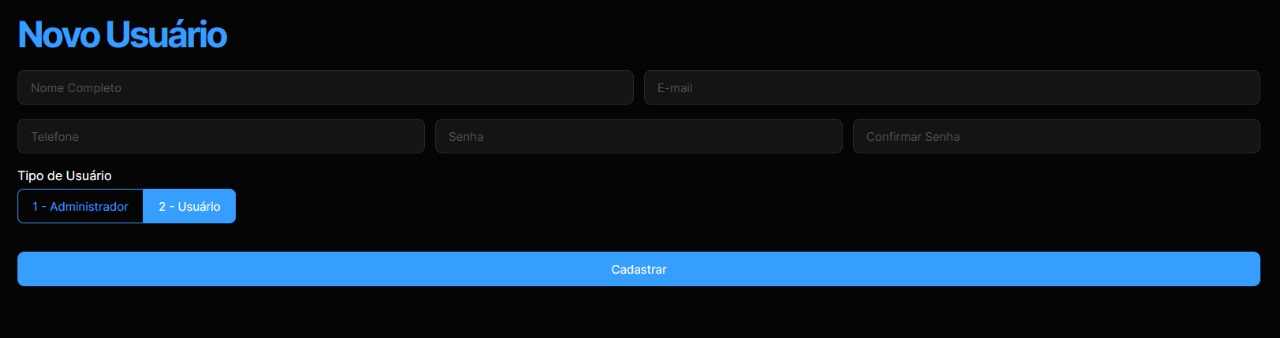 Novo Usuário
Nome Completo E-mail
Telefone Senha Confirmar Senha
Tipo de Usuário
1 - Administrador 2 - Usuário
Cadastrar